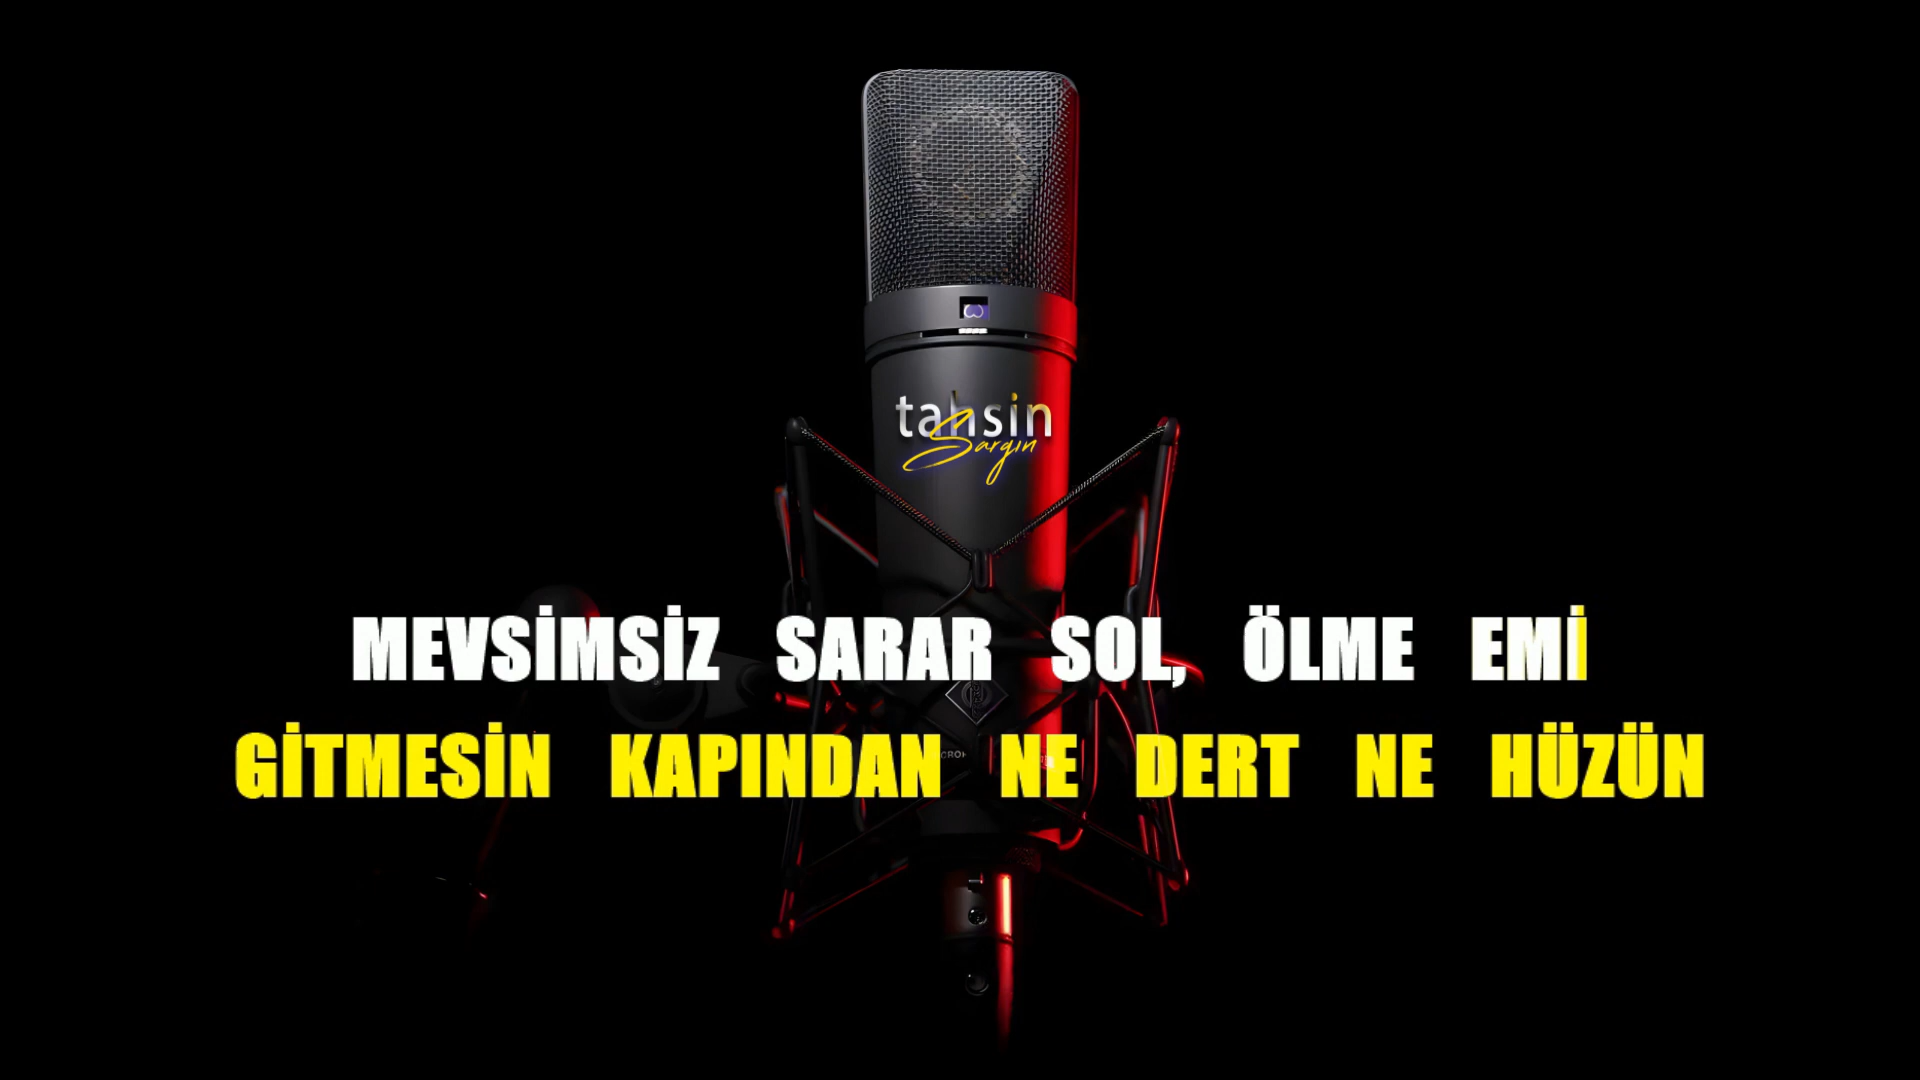 tahsin
Sargın
MEVSİMSİZ SARAR SOL, ÖLME EMİ
GİTMESİN KAPINDAN NE DERT NE HÜZÜN